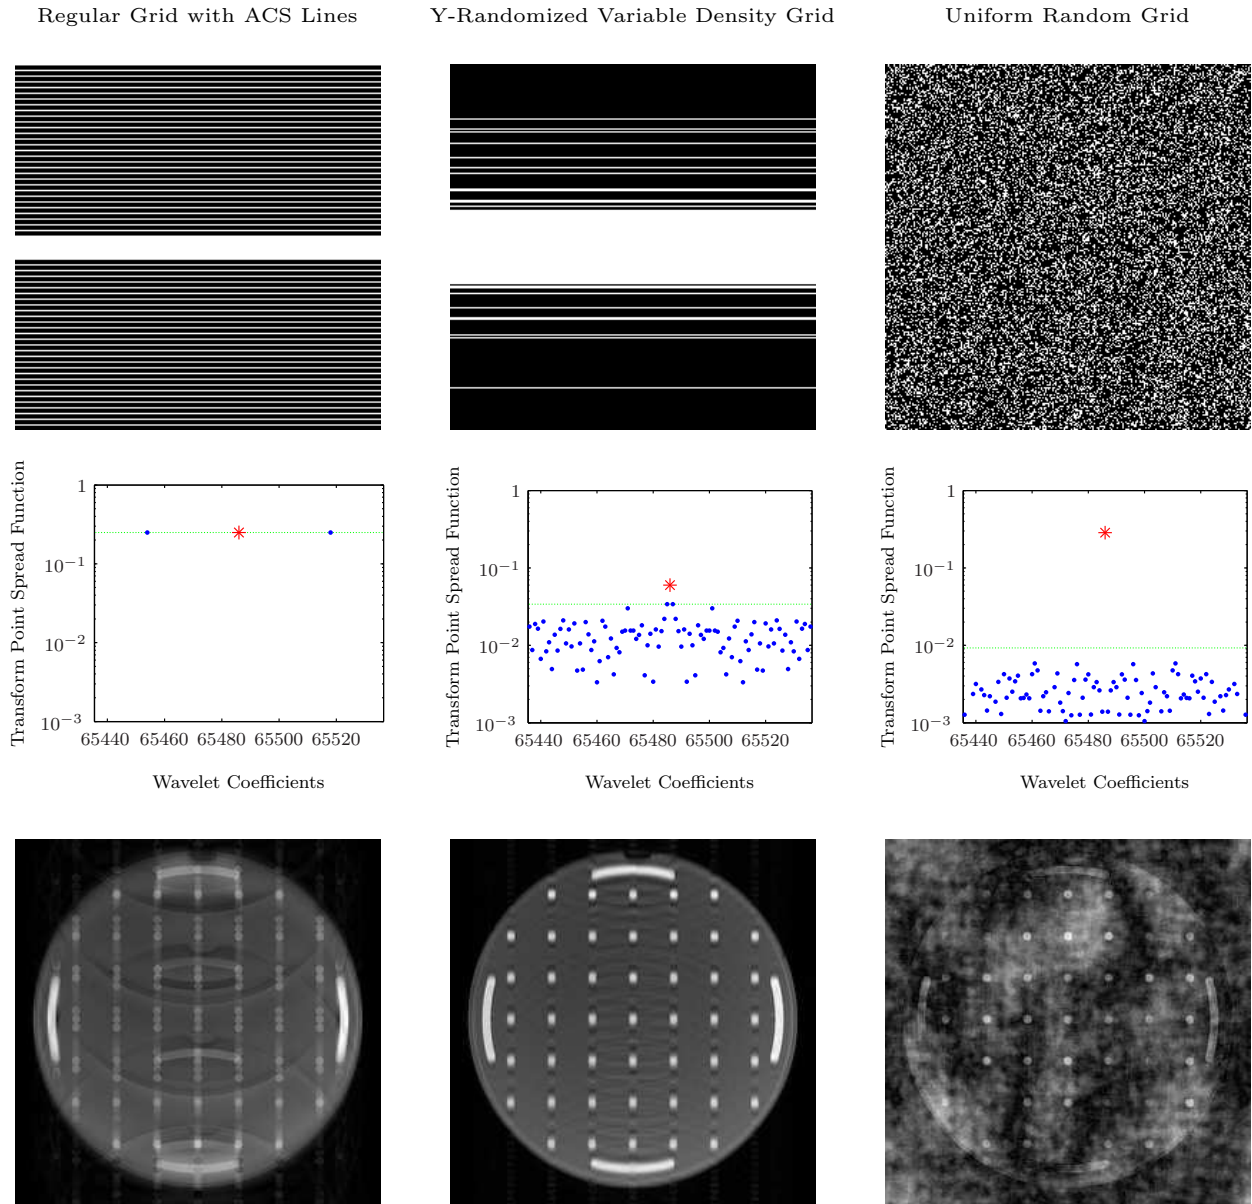 Regular Grid with ACS Lines
Y-Randomized Variable Density Grid
Uniform Random Grid
Transform Point Spread Function
1
10−1
10−2
10−3
65440 65460 65480 65500 65520
Wavelet Coefficients
Transform Point Spread Function
1
10−1
10−2
10−3
65440 65460 65480 65500 65520
Wavelet Coefficients
Transform Point Spread Function
1
10−1
10−2
10−3
65440 65460 65480 65500 65520
Wavelet Coefficients